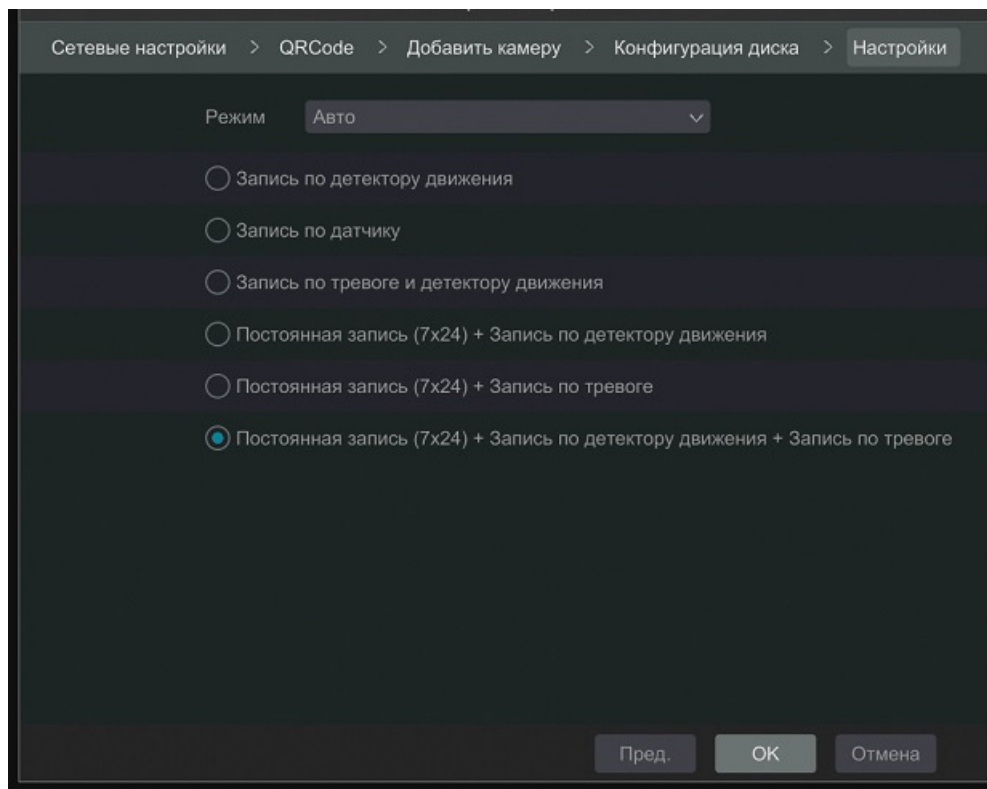 Сетевые настройки > QRCode > Добавить камеру > Конфигурация диска > Настройки
Режим Авто
Запись по детектору движения
Запись по датчику
Запись по тревоге и детектору движения
Постоянная запись (7x24) + Запись по детектору движения
Постоянная запись (7x24) + Запись по тревоге
Постоянная запись (7x24) + Запись по детектору движения + Запись по тревоге
Пред. OK Отмена